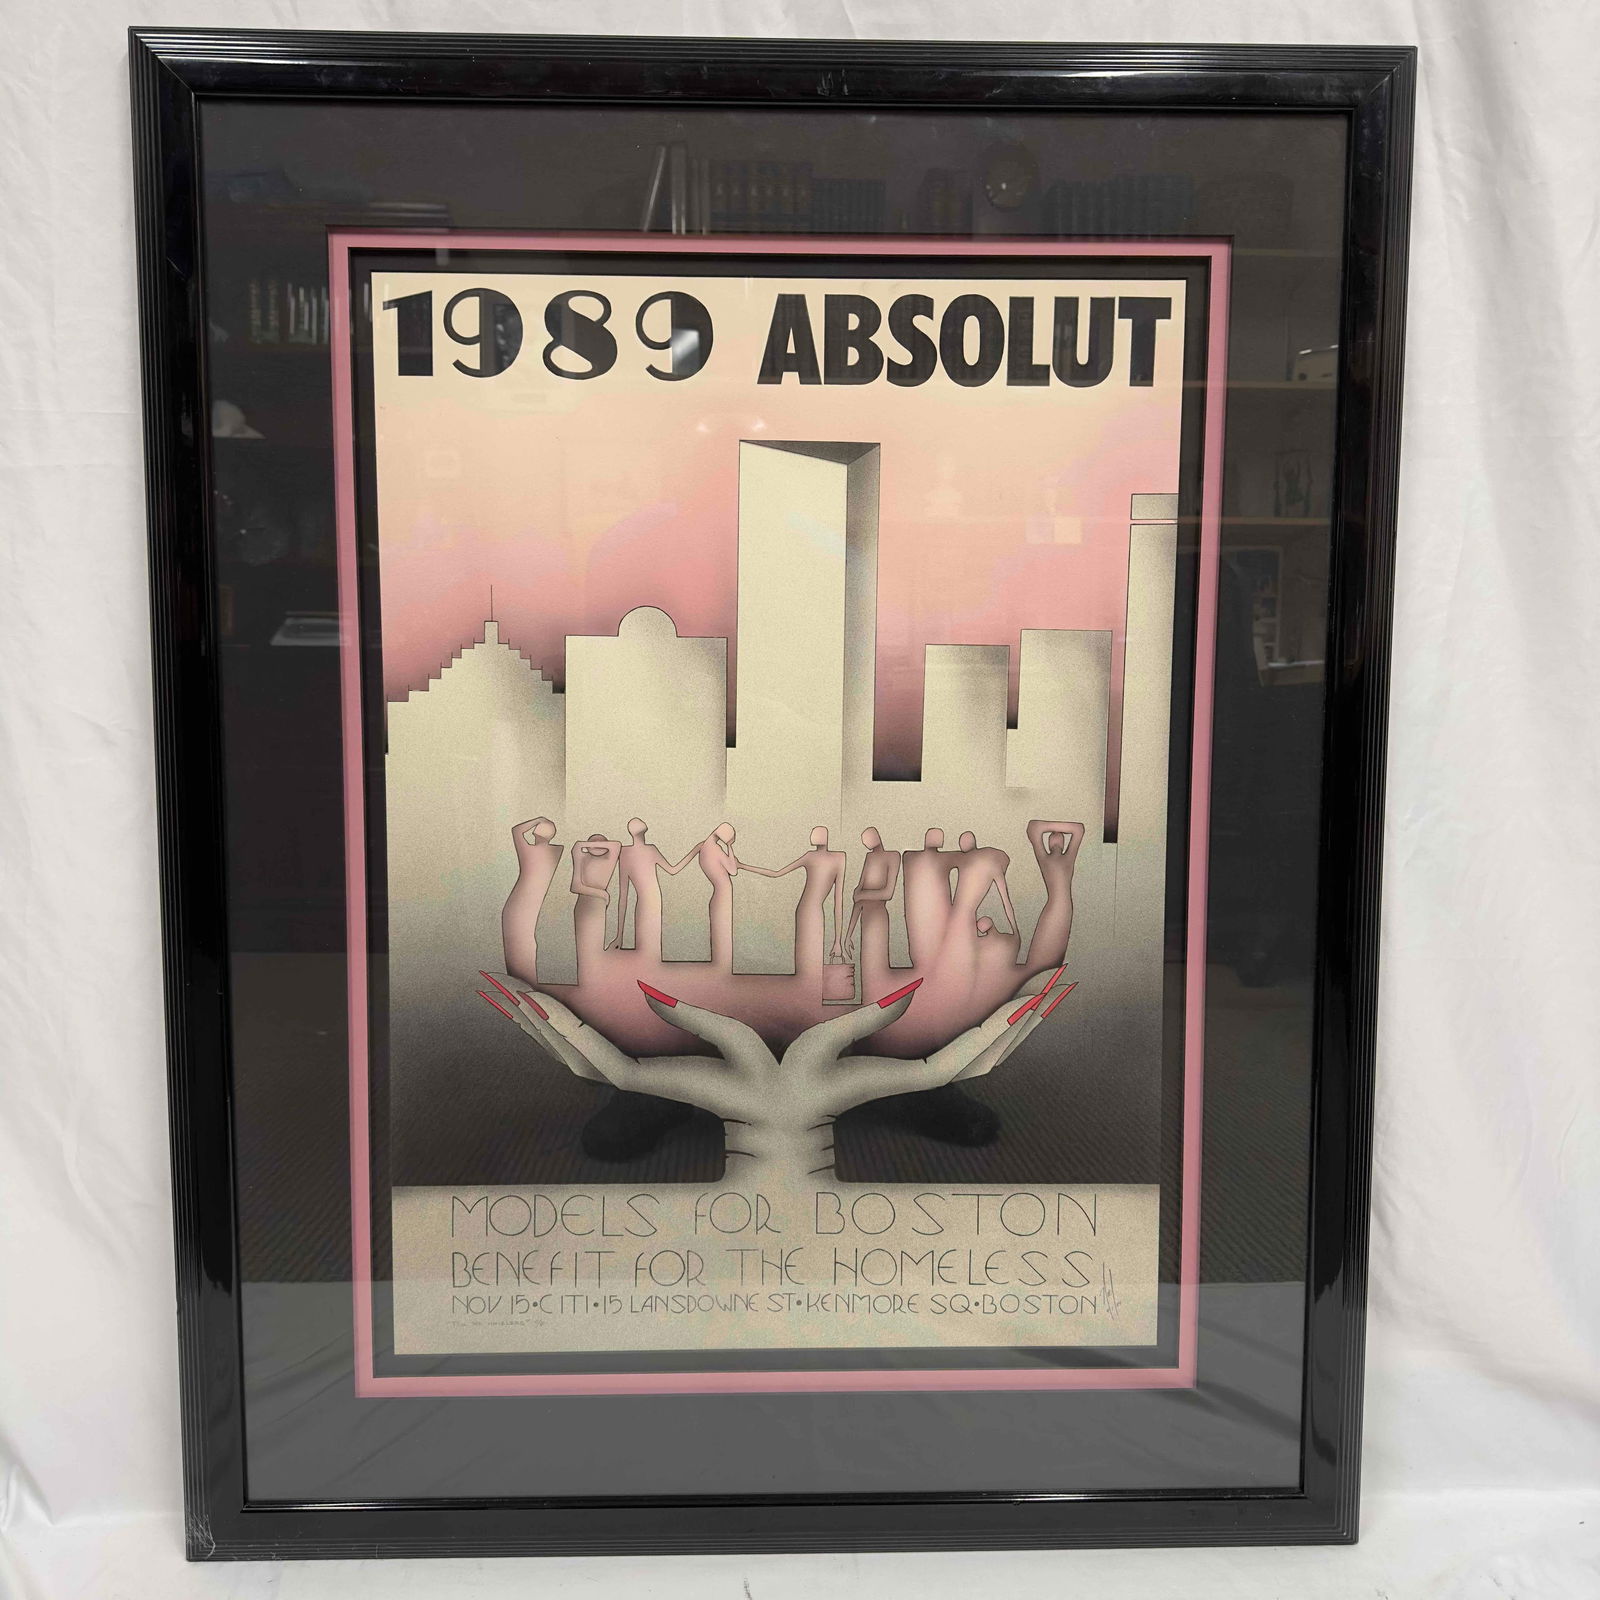 1989 ABSOLUT
MODELS FOR BOSTON
BENEFIT FOR THE HOMELESS
NOV 15•CITI•15 LANSDOWNE ST•KENMORE SQ•BOSTON